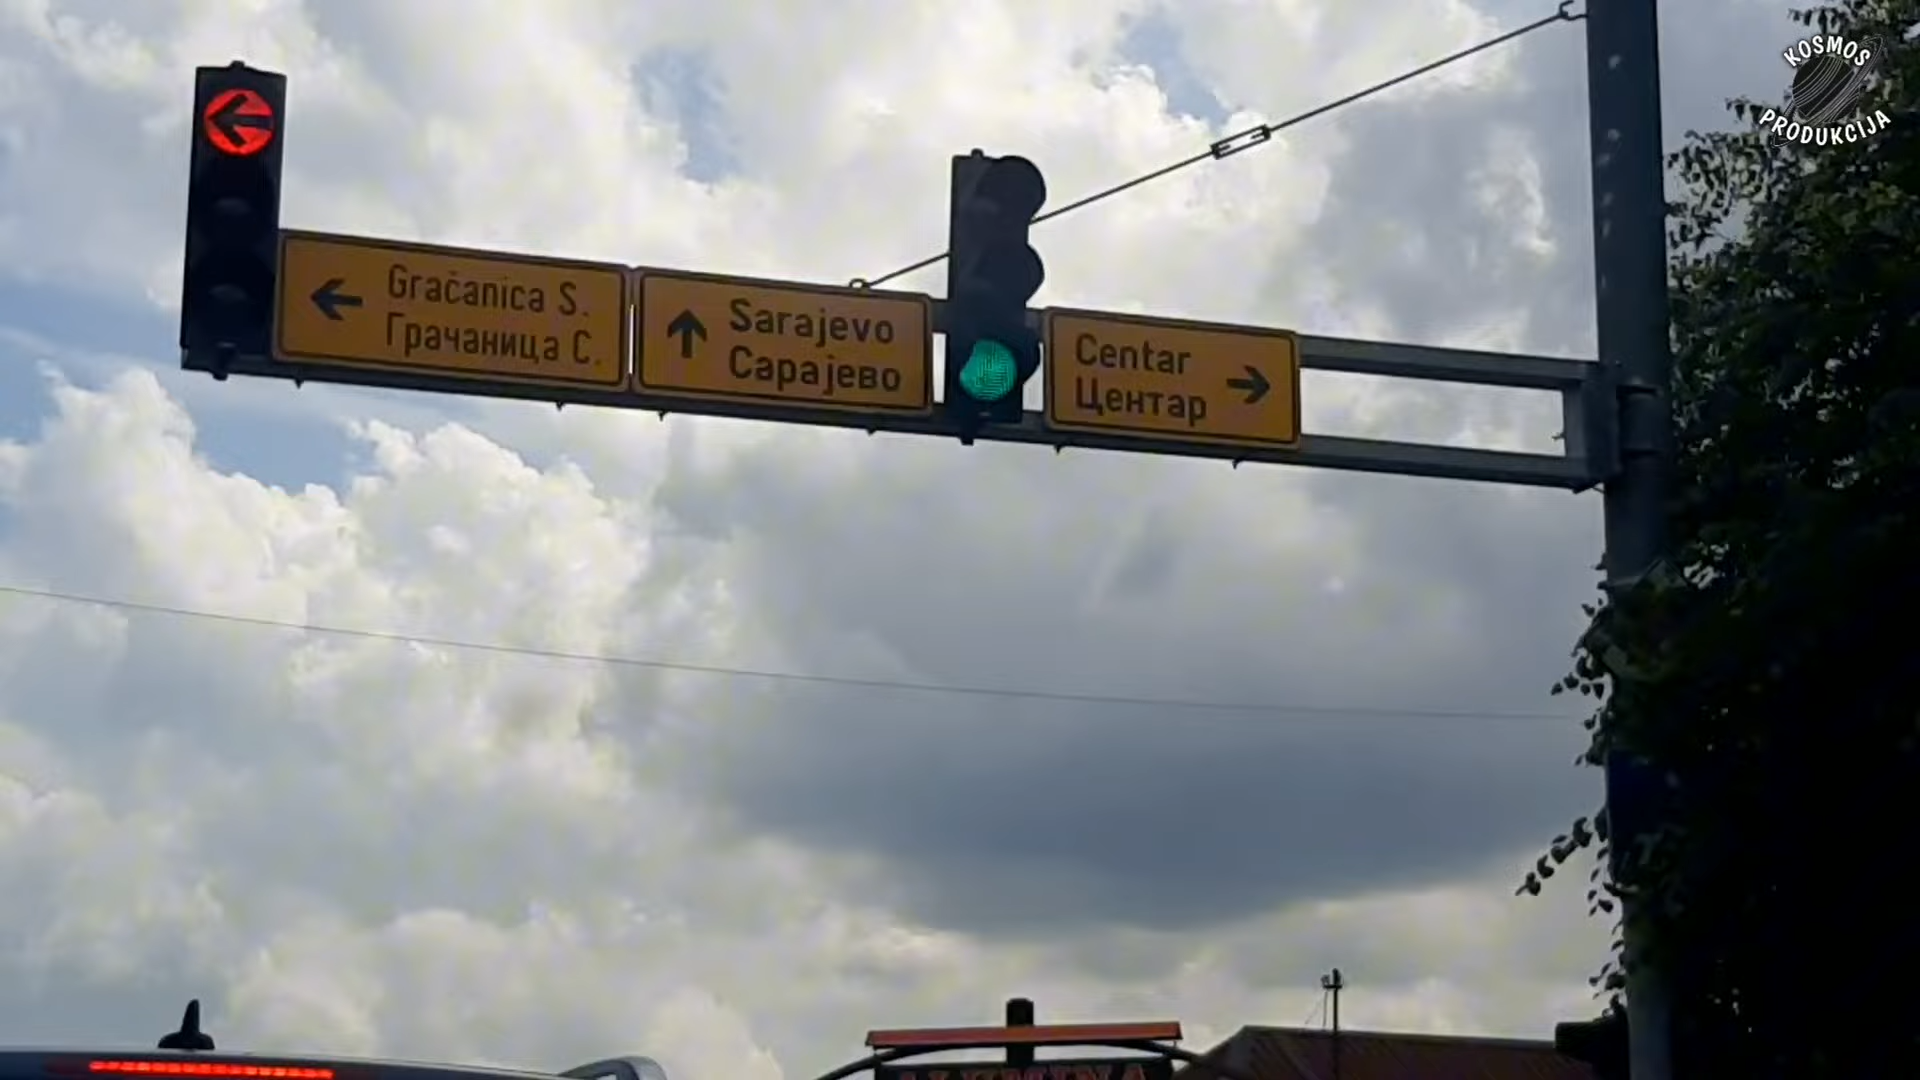 KOSMOS
PRODUKCIJA
Gračanica S.
Грачаница С.
Sarajevo
Сарајево
Centar
Центар